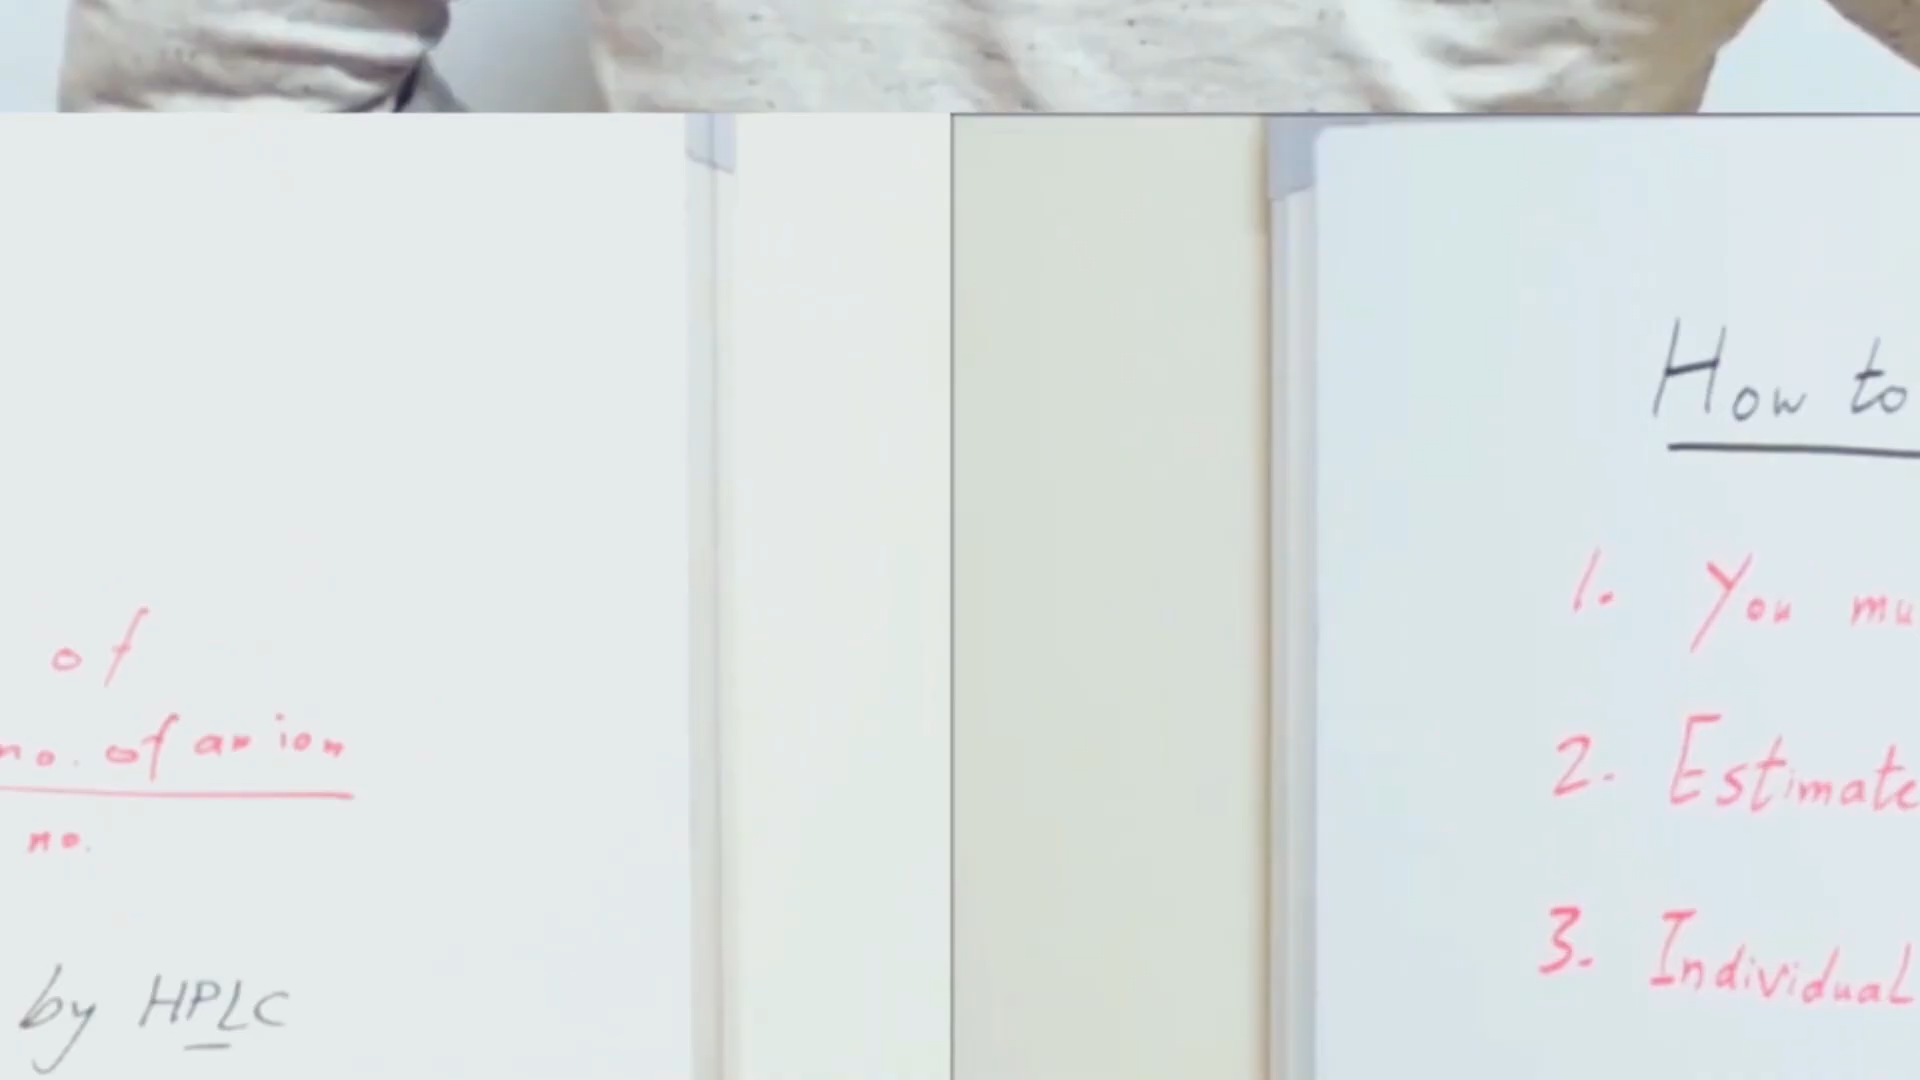 of
no. of anion
no.
by HPLC
How to
1. You mu
2. Estimate
3. Individual